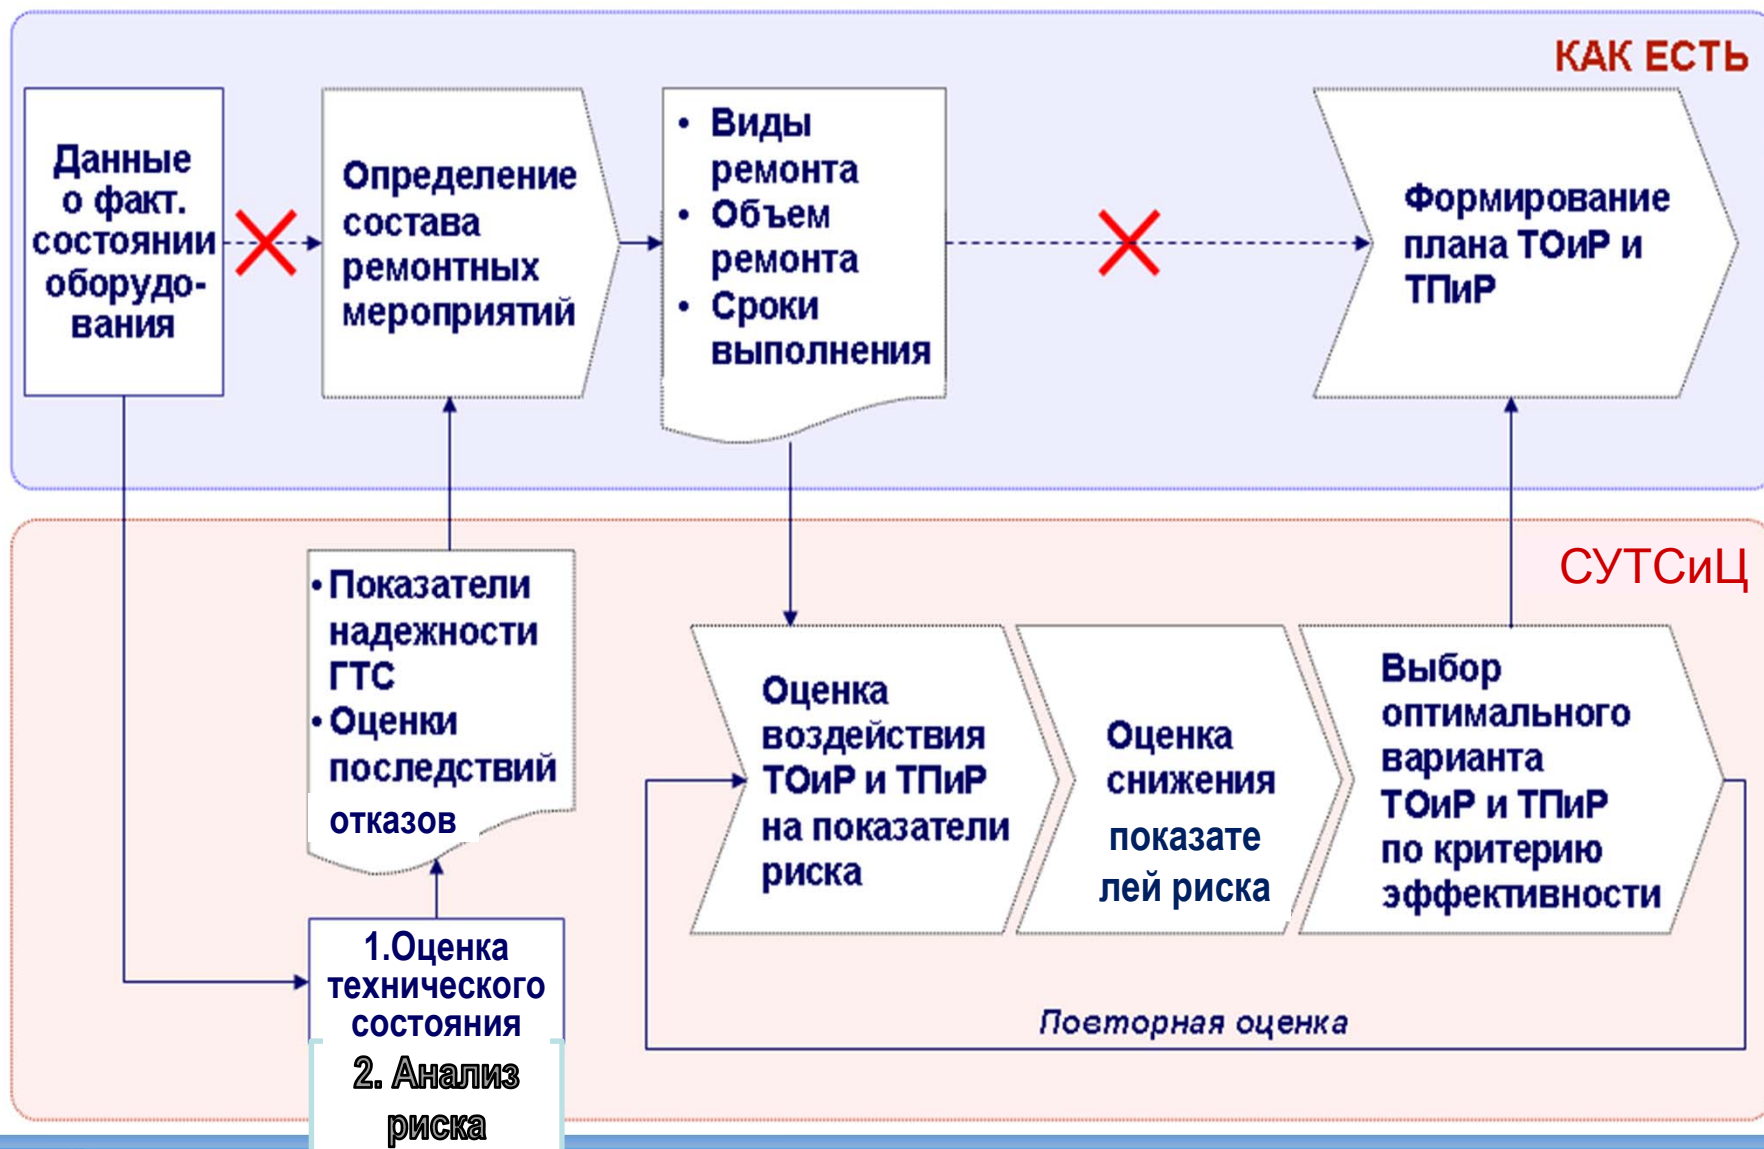 КАК ЕСТЬ
Данные
о факт.
состоянии
оборудо-
вания
Определение
состава
ремонтных
мероприятий
• Виды
ремонта
• Объем
ремонта
• Сроки
выполнения
Формирование
плана ТОиР и
ТПиР
СУТСиЦ
• Показатели
надежности
ГТС
• Оценки
последствий
отказов
1.Оценка
технического
состояния
2. Анализ
риска
Оценка
воздействия
ТОиР и ТПиР
на показатели
риска
Оценка
снижения
показате
лей риска
Выбор
оптимального
варианта
ТОиР и ТПиР
по критерию
эффективности
Повторная оценка